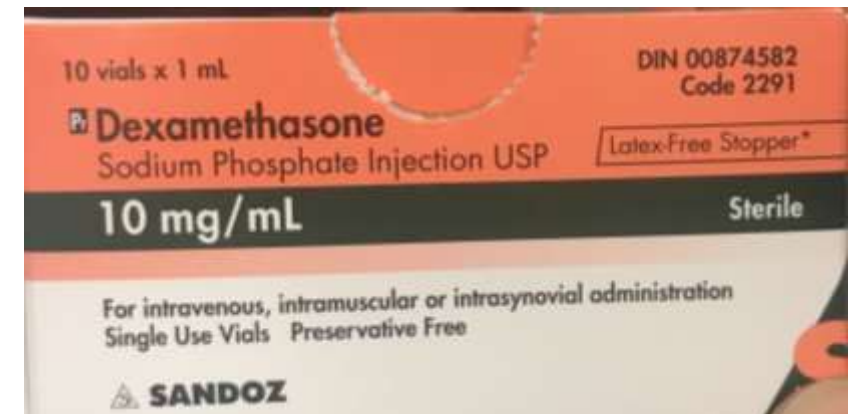 10 vials x 1 mL
DIN 00874582
Code 2291
Pr Dexamethasone
Sodium Phosphate Injection USP
Latex-Free Stopper*
10 mg/mL
Sterile
For intravenous, intramuscular or intrasynovial administration
Single Use Vials Preservative Free
SANDOZ